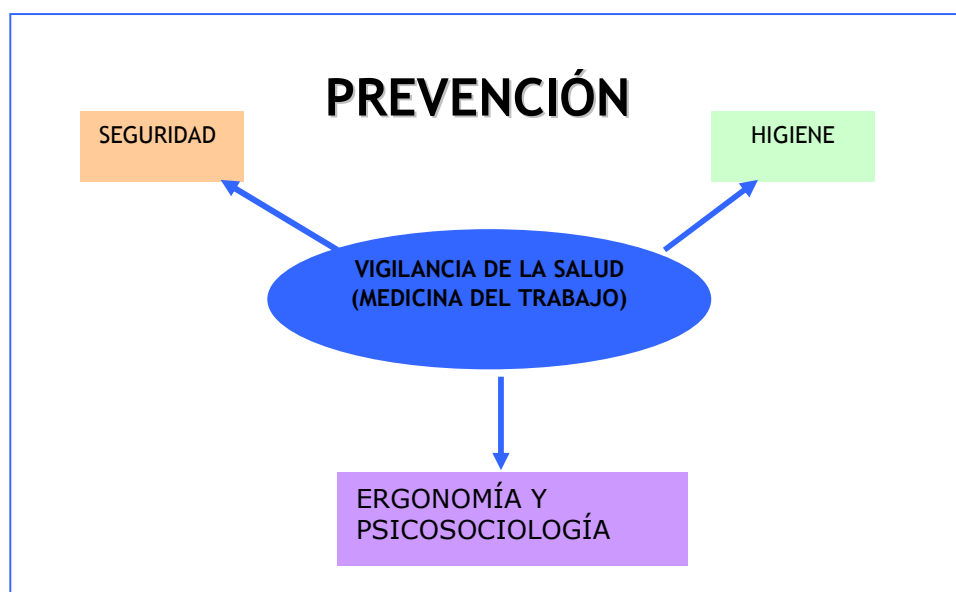 PREVENCIÓN
SEGURIDAD
HIGIENE
VIGILANCIA DE LA SALUD
(MEDICINA DEL TRABAJO)
ERGONOMÍA Y
PSICOSOCIOLOGÍA